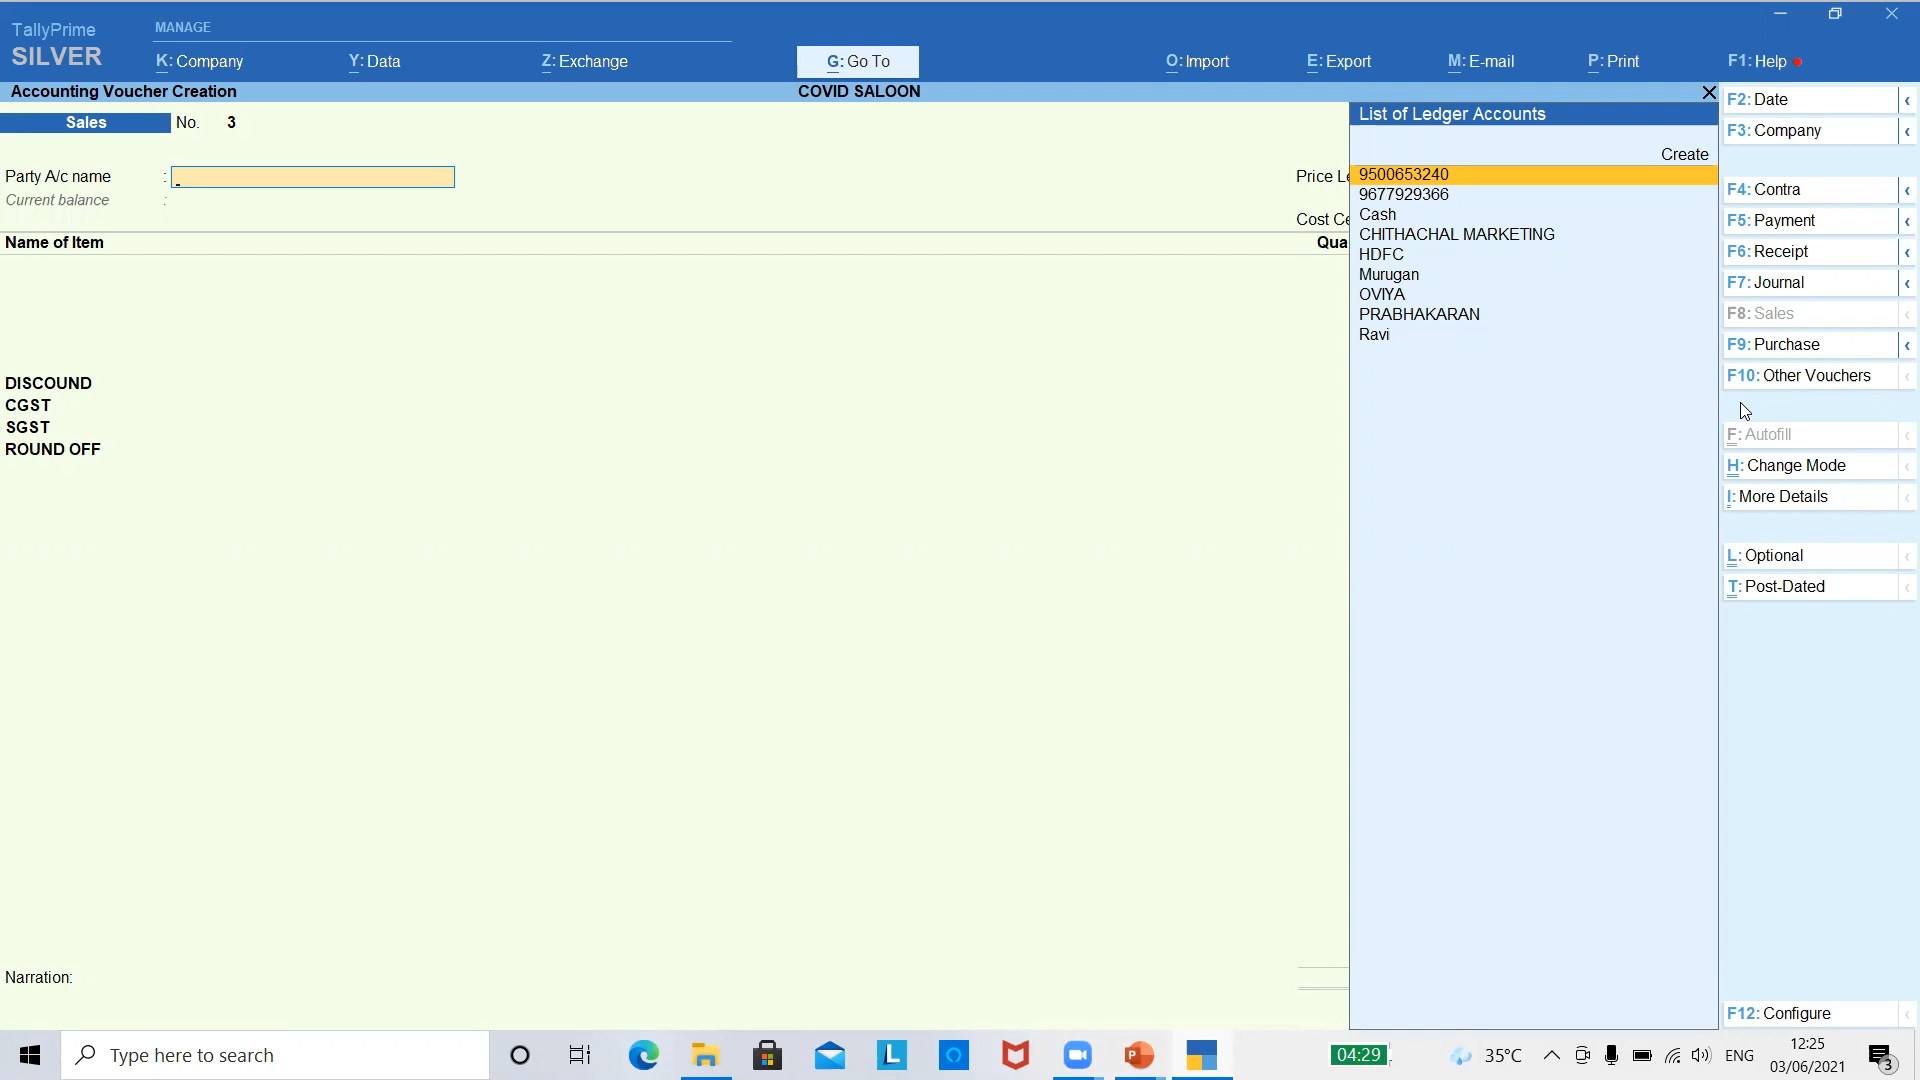 TallyPrime
SILVER
MANAGE
K: Company
Y: Data
Z: Exchange
G: Go To
O: Import
E: Export
M: E-mail
P: Print
F1: Help
Accounting Voucher Creation
COVID SALOON
Sales
No. 3
Party A/c name :
Current balance :
Price Le
Cost Ce
Name of Item
Qua
DISCOUND
CGST
SGST
ROUND OFF
Narration:
List of Ledger Accounts
Create
9500653240
9677929366
Cash
CHITHACHAL MARKETING
HDFC
Murugan
OVIYA
PRABHAKARAN
Ravi
F2: Date
F3: Company
F4: Contra
F5: Payment
F6: Receipt
F7: Journal
F8: Sales
F9: Purchase
F10: Other Vouchers
F: Autofill
H: Change Mode
I: More Details
L: Optional
T: Post-Dated
F12: Configure
Type here to search
04:29
35°C
ENG
12:25
03/06/2021
3